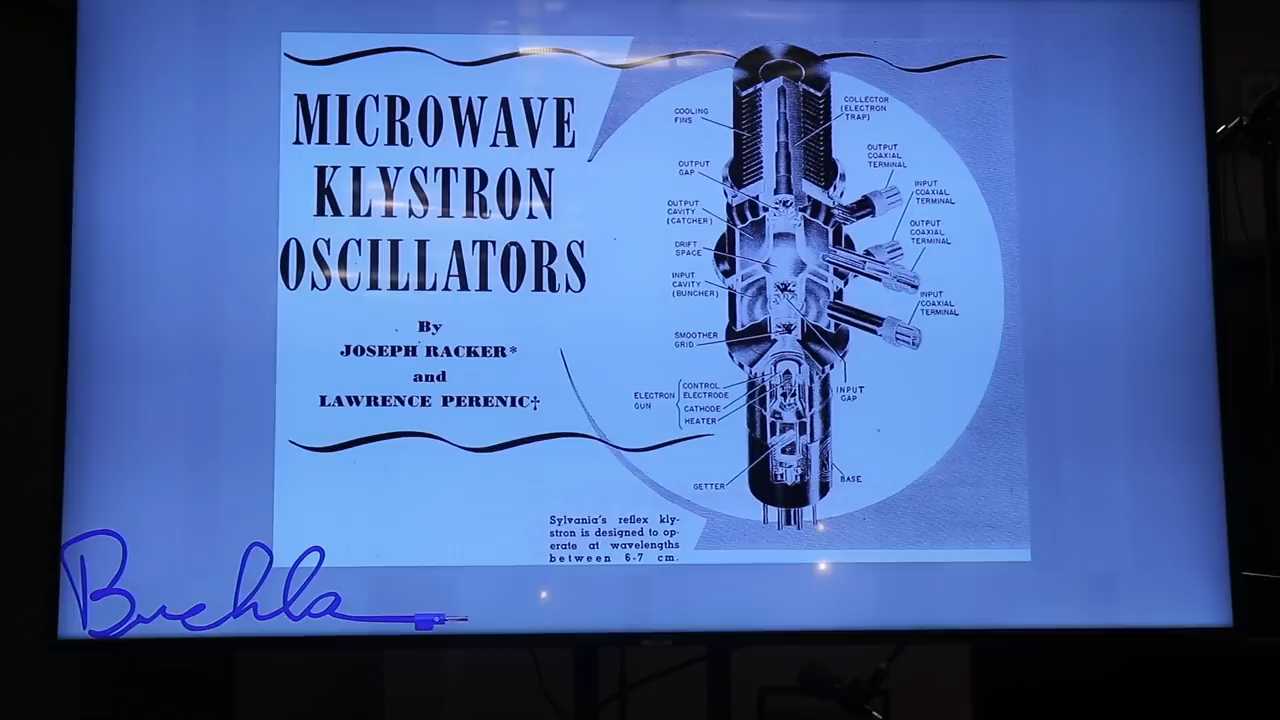 MICROWAVE
KLYSTRON
OSCILLATORS
By
JOSEPH RACKER*
and
LAWRENCE PERENIC†
COOLING
FINS
COLLECTOR
(ELECTRON
TRAP)
OUTPUT
GAP
OUTPUT
COAXIAL
TERMINAL
INPUT
COAXIAL
TERMINAL
OUTPUT
CAVITY
(CATCHER)
OUTPUT
COAXIAL
TERMINAL
DRIFT
SPACE
INPUT
CAVITY
(BUNCHER)
INPUT
COAXIAL
TERMINAL
SMOOTHER
GRID
ELECTRON
GUN
CONTROL
ELECTRODE
CATHODE
HEATER
INPUT
GAP
GETTER
BASE
Sylvania's reflex kly-
stron is designed to op-
erate at wavelengths
between 6-7 cm.
Buchla